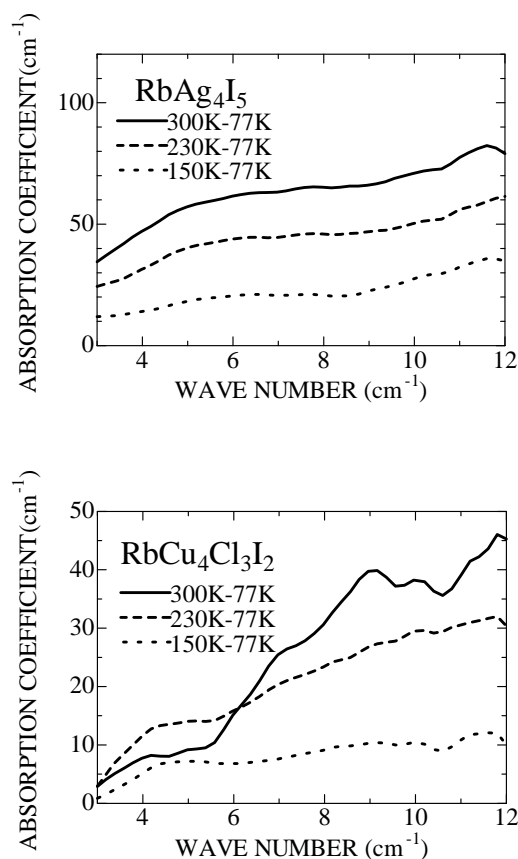 RbAg4I5
300K-77K
230K-77K
150K-77K
100
50
0
4 6 8 10 12
WAVE NUMBER (cm-1)
ABSORPTION COEFFICIENT(cm-1)
RbCu4Cl3I2
300K-77K
230K-77K
150K-77K
50
40
30
20
10
0
4 6 8 10 12
WAVE NUMBER (cm-1)
ABSORPTION COEFFICIENT(cm-1)